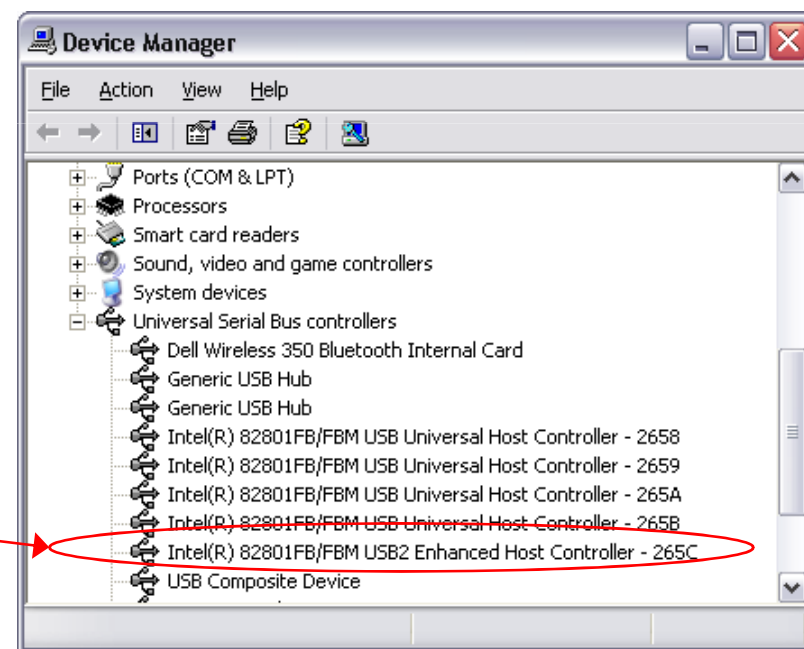 Device Manager
File Action View Help
Ports (COM & LPT)
Processors
Smart card readers
Sound, video and game controllers
System devices
Universal Serial Bus controllers
Dell Wireless 350 Bluetooth Internal Card
Generic USB Hub
Generic USB Hub
Intel(R) 82801FB/FBM USB Universal Host Controller - 2658
Intel(R) 82801FB/FBM USB Universal Host Controller - 2659
Intel(R) 82801FB/FBM USB Universal Host Controller - 265A
Intel(R) 82801FB/FBM USB Universal Host Controller - 265B
Intel(R) 82801FB/FBM USB2 Enhanced Host Controller - 265C
USB Composite Device